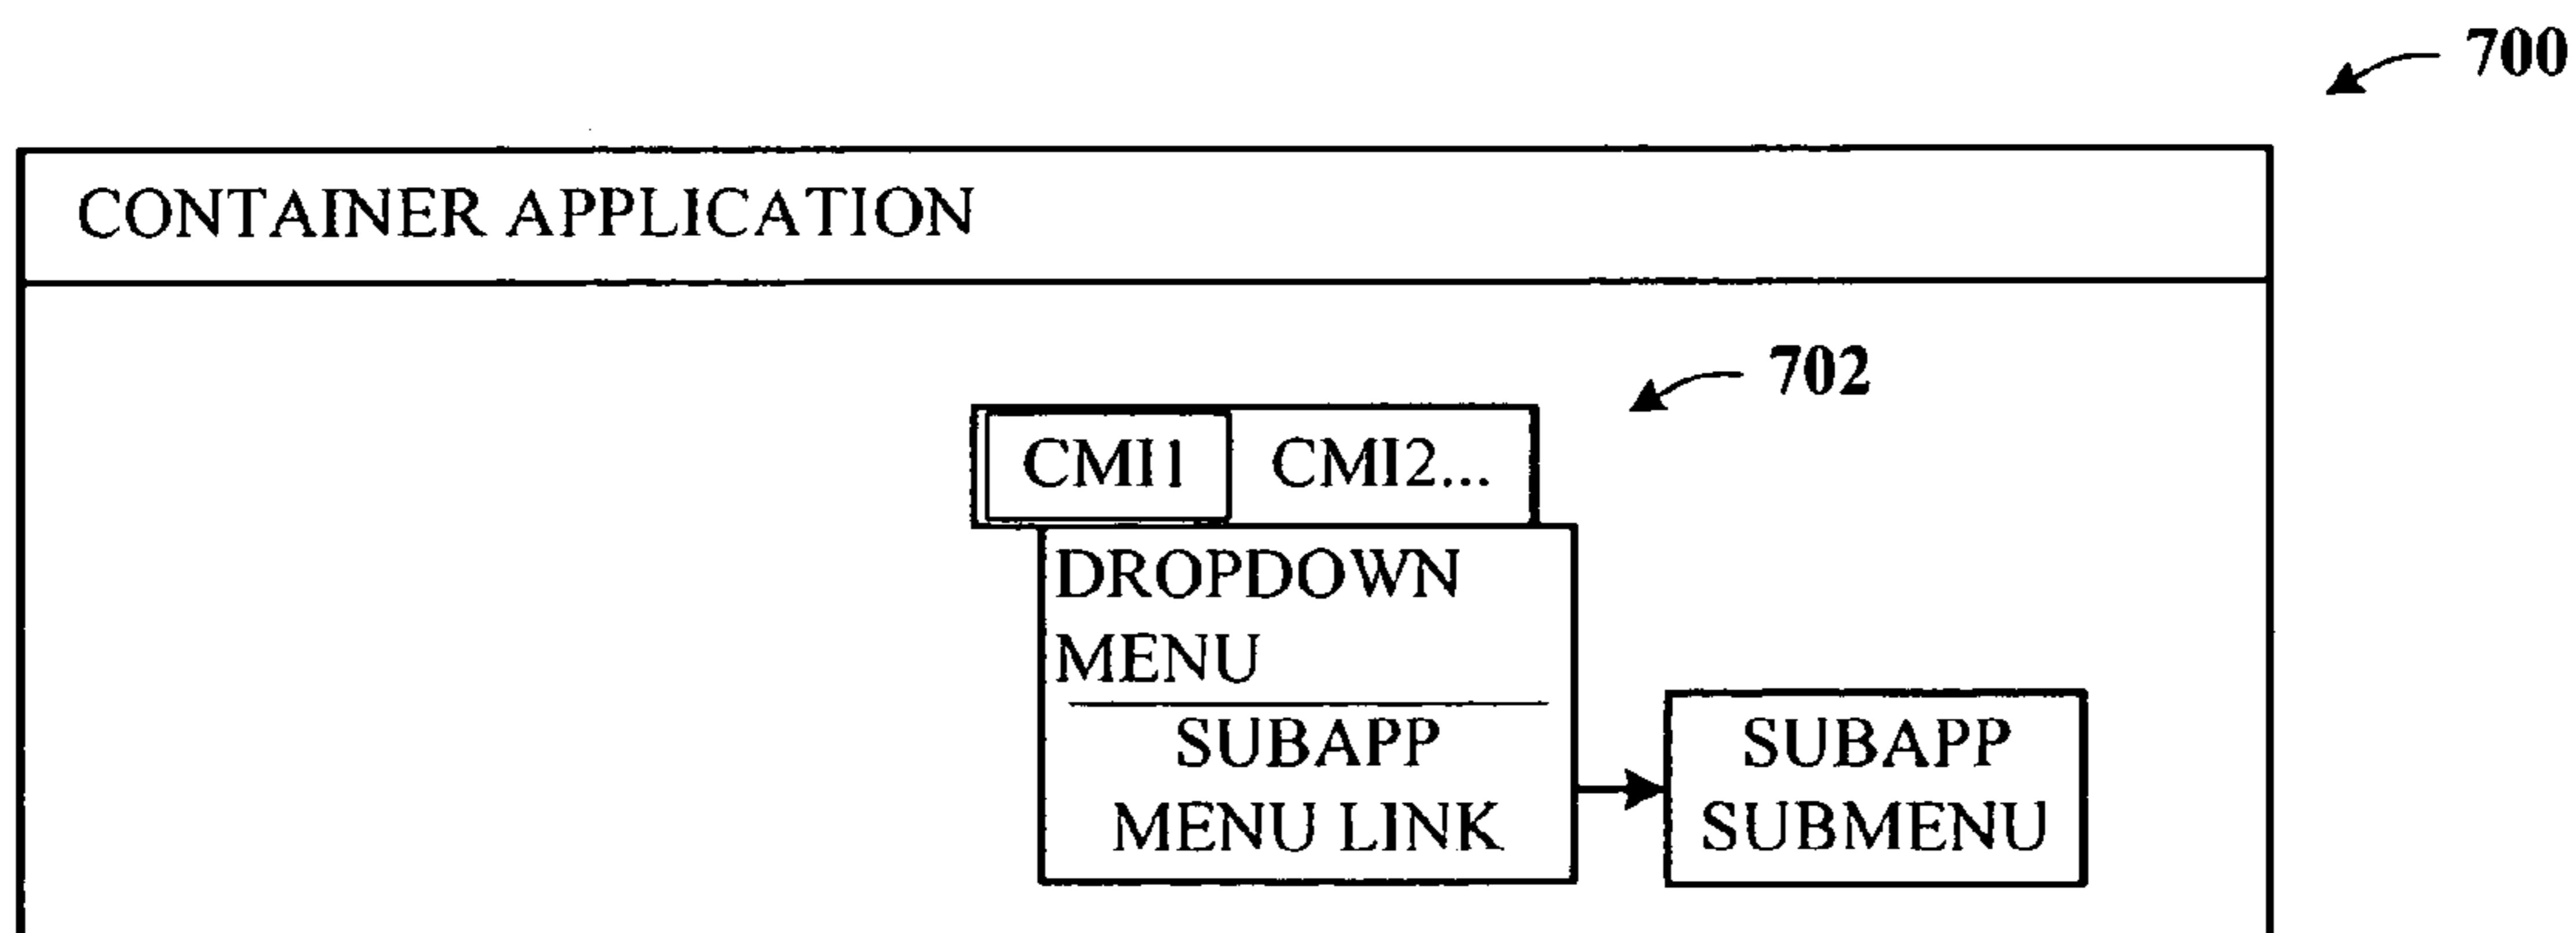 700
CONTAINER APPLICATION
702
CMI1 CMI2...
DROPDOWN
MENU
SUBAPP
MENU LINK
SUBAPP
SUBMENU